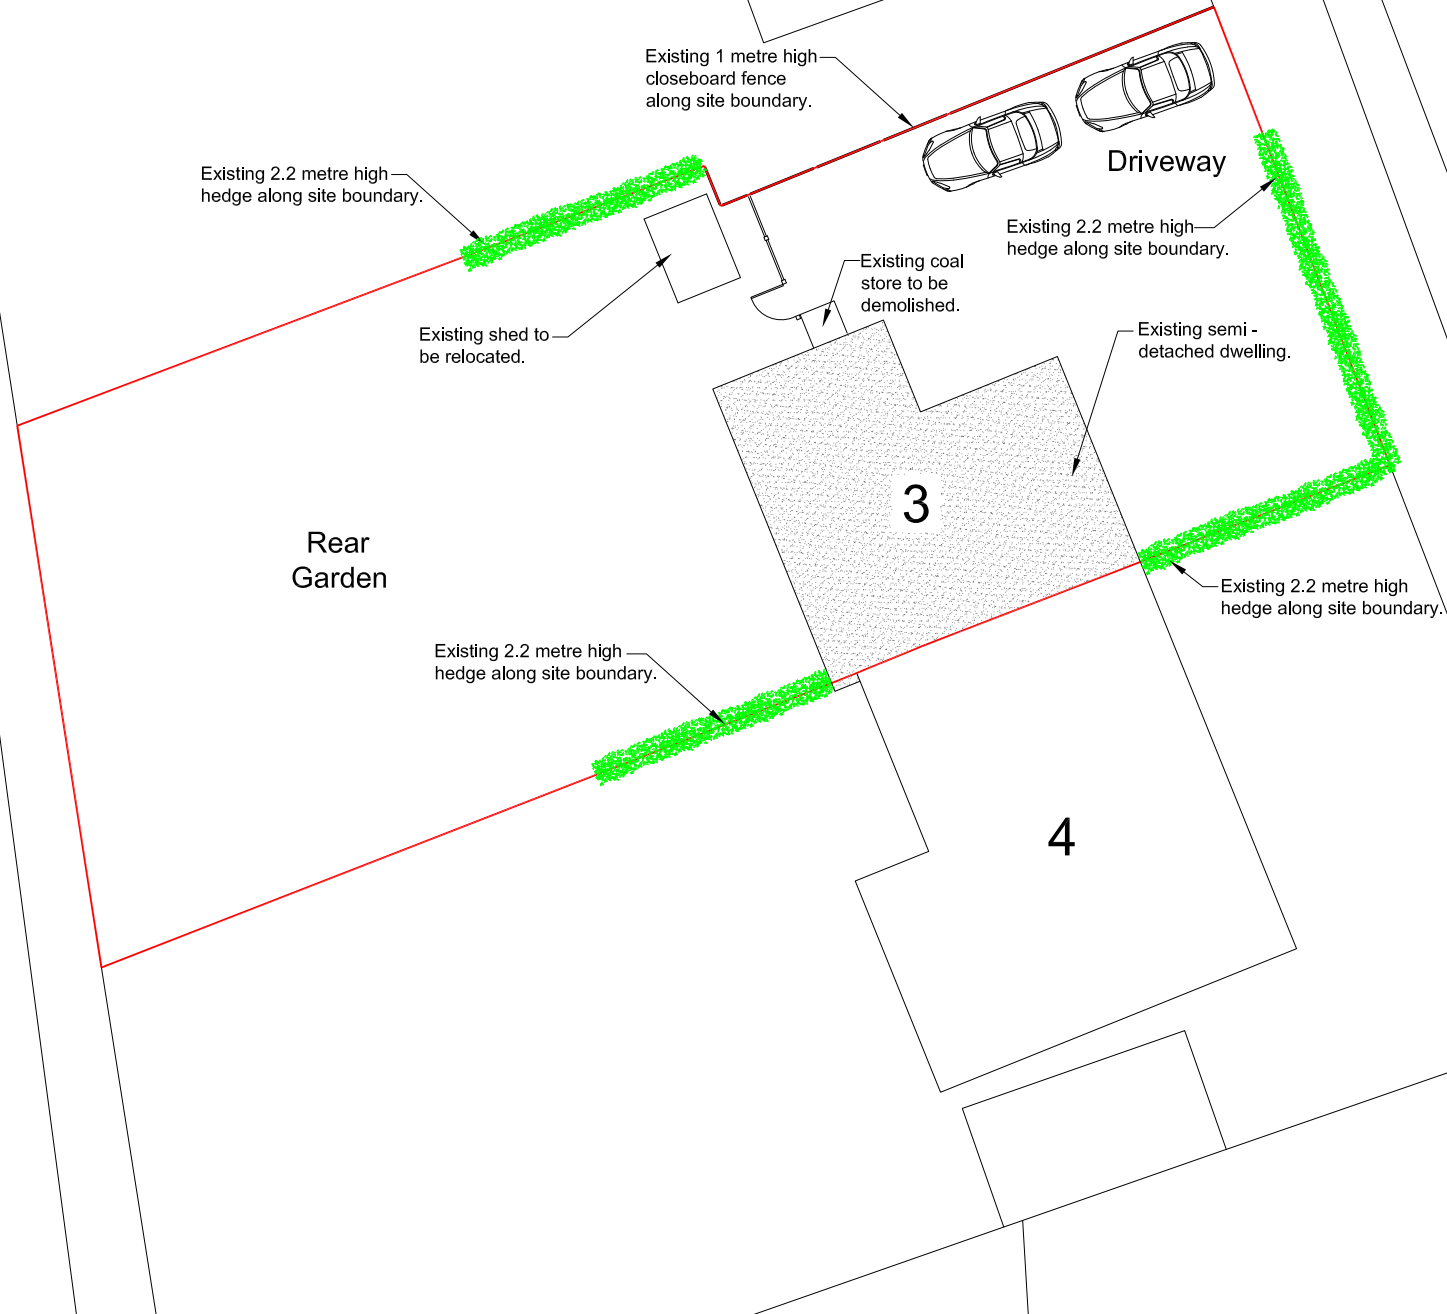 Existing 1 metre high
closeboard fence
along site boundary.
Driveway
Existing 2.2 metre high
hedge along site boundary.
Existing 2.2 metre high
hedge along site boundary.
Existing coal
store to be
demolished.
Existing shed to
be relocated.
Existing semi -
detached dwelling.
3
Rear
Garden
Existing 2.2 metre high
hedge along site boundary.
Existing 2.2 metre high
hedge along site boundary.
4